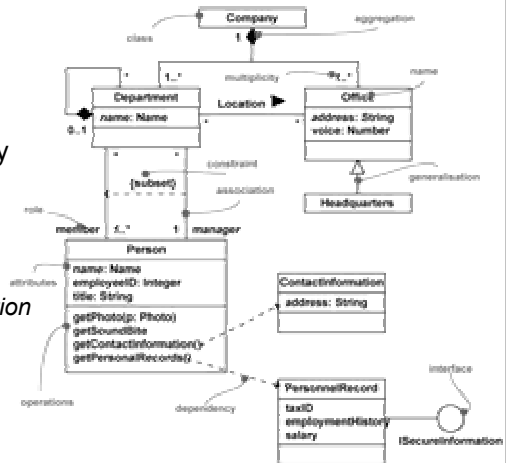 Company
aggregation
class
1
* 1..* multiplicity 1..* name
Department Location ▶ Office
name: Name * * address: String
voice: Number
0..1
y
* * constraint
{subset} generalisation
association Headquarters
role
member 1..* 1 manager
Person
attributes name: Name
employeeID: Integer
title: String
tion
ContactInformation
address: String
getPhoto(p: Photo)
getSoundBite
getContactInformation()
getPersonalRecords()
operations
dependency
PersonnelRecord
interface
taxID
employmentHistory
salary
ISecureInformation